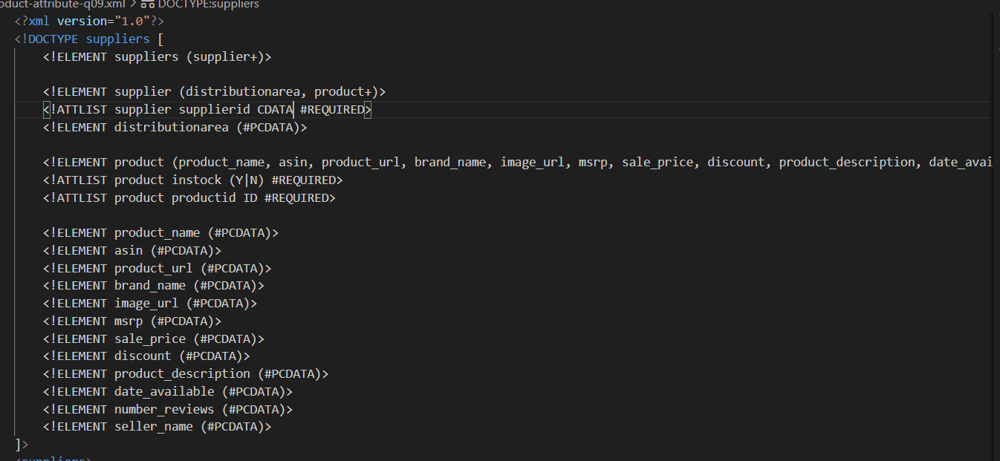 oduct-attribute-q09.xml > DOCTYPE:suppliers
<?xml version="1.0"?>
<!DOCTYPE suppliers [
<!ELEMENT suppliers (supplier+)>
<!ELEMENT supplier (distributionarea, product+)>
<!ATTLIST supplier supplierid CDATA #REQUIRED>
<!ELEMENT distributionarea (#PCDATA)>
<!ELEMENT product (product_name, asin, product_url, brand_name, image_url, msrp, sale_price, discount, product_description, date_avai
<!ATTLIST product instock (Y|N) #REQUIRED>
<!ATTLIST product productid ID #REQUIRED>
<!ELEMENT product_name (#PCDATA)>
<!ELEMENT asin (#PCDATA)>
<!ELEMENT product_url (#PCDATA)>
<!ELEMENT brand_name (#PCDATA)>
<!ELEMENT image_url (#PCDATA)>
<!ELEMENT msrp (#PCDATA)>
<!ELEMENT sale_price (#PCDATA)>
<!ELEMENT discount (#PCDATA)>
<!ELEMENT product_description (#PCDATA)>
<!ELEMENT date_available (#PCDATA)>
<!ELEMENT number_reviews (#PCDATA)>
<!ELEMENT seller_name (#PCDATA)>
]>
<suppliers>